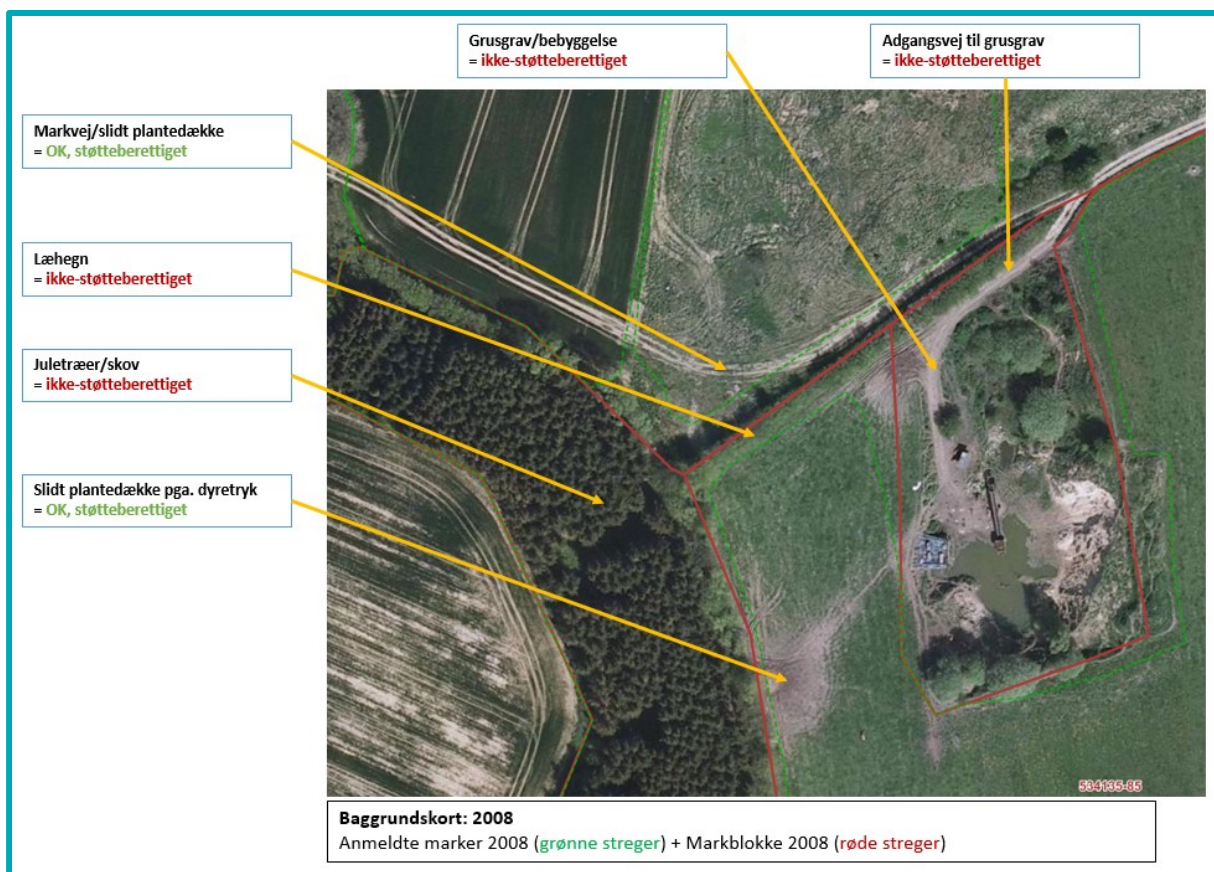 Grusgrav/bebyggelse
= ikke-støtteberettiget
Adgangsvej til grusgrav
= ikke-støtteberettiget
Markvej/slidt plantedække
= OK, støtteberettiget
Læhegn
= ikke-støtteberettiget
Juletræer/skov
= ikke-støtteberettiget
Slidt plantedække pga. dyretryk
= OK, støtteberettiget
534135-85
Baggrundskort: 2008
Anmeldte marker 2008 (grønne streger) + Markblokke 2008 (røde streger)